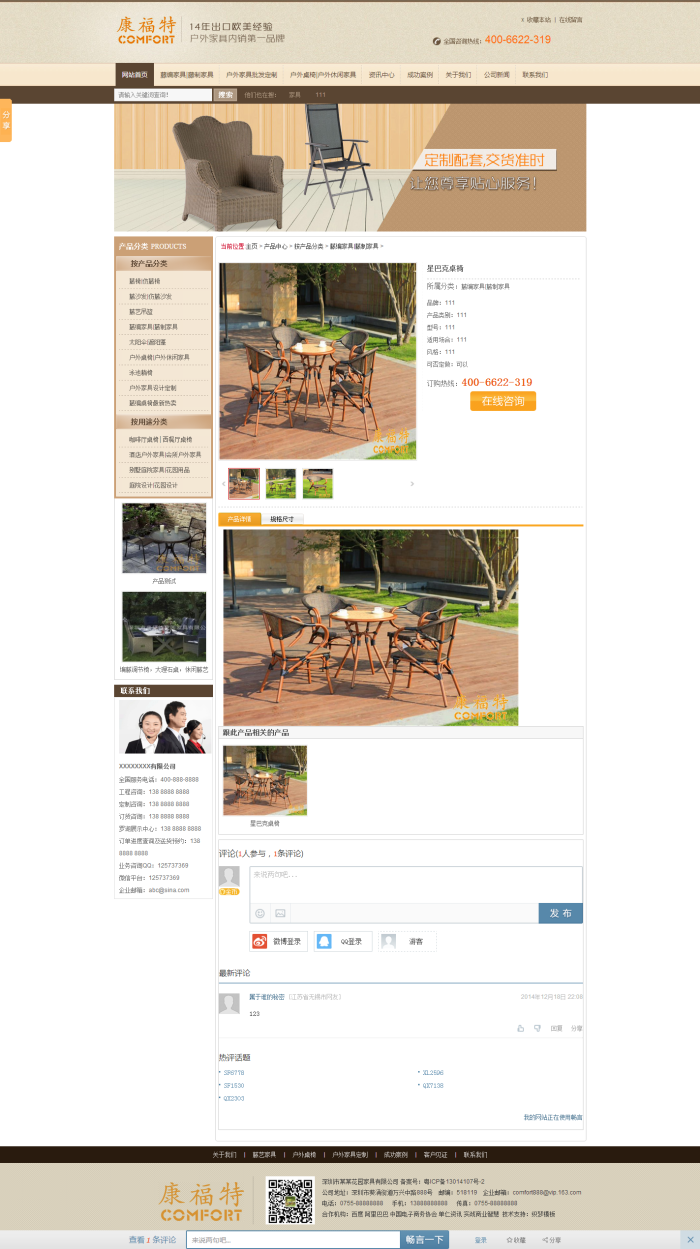 康福特
COMFORT
14年出口欧美经验
户外家具内销第一品牌
收藏本站 | 在线留言
全国咨询热线：400-6622-319
网站首页 藤编家具|藤制家具 户外家具批发定制 户外桌椅|户外休闲家具 资讯中心 成功案例 关于我们 公司新闻 联系我们
请输入关键词查询！ 搜索 他们也在搜： 家具 111
分享
定制配套,交货准时
让您尊享贴心服务！
产品分类 PRODUCTS
按产品分类
藤椅|仿藤椅
藤沙发|仿藤沙发
藤艺吊篮
藤编家具|藤制家具
太阳伞|遮阳蓬
户外桌椅|户外休闲家具
泳池躺椅
户外家具设计定制
藤编桌椅最新热卖
按用途分类
咖啡厅桌椅 | 西餐厅桌椅
酒店户外家具|会所户外家具
别墅庭院家具|花园用品
庭院设计|花园设计
产品测试
编藤调节椅，大理石桌，休闲藤艺
联系我们
XXXXXXXX有限公司
全国服务电话：400-888-8888
工程咨询：138 8888 8888
定制咨询：138 8888 8888
订货咨询：138 8888 8888
罗湖展示中心：138 8888 8888
订单进度查询及送货预约：138
8888 8888
业务咨询QQ：125737369
微信平台：125737369
企业邮箱：abc@sina.com
当前位置 主页 > 产品中心 > 按产品分类 > 藤编家具|藤制家具 >
康福特
COMFORT
星巴克桌椅
所属分类：藤编家具|藤制家具
品牌：111
产品类别：111
型号：111
适用场合：111
风格：111
可否定做：可以
订购热线：400-6622-319
在线咨询
产品详情 规格尺寸
康福特
COMFORT
跟此产品相关的产品
星巴克桌椅
评论(1人参与，1条评论)
来说两句吧...
发 布
微博登录 QQ登录 游客
最新评论
属于谁的秘密 （江苏省无锡市网友） 2014年12月18日 22:08
123
回复 分享
热评话题
SP6778 XL2596
SF1530 QX7138
QX2303
我的网站正在使用畅言
关于我们 | 藤艺家具 | 户外桌椅 | 户外家具定制 | 成功案例 | 客户见证 | 联系我们
康福特
COMFORT
深圳市某某花园家具有限公司 备案号：粤ICP备13014107号-2
公司地址：深圳市葵涌街道万兴中路888号 邮编：518119 企业邮箱：comfort888@vip.163.com
电话：0755-88888888 手机：13888888888 传真：0755-88888888
合作机构：百度 阿里巴巴 中国电子商务协会 单仁资讯 实战商业智慧 技术支持：织梦模板
查看 1 条评论 来说两句吧... 畅言一下 登录 收藏 分享